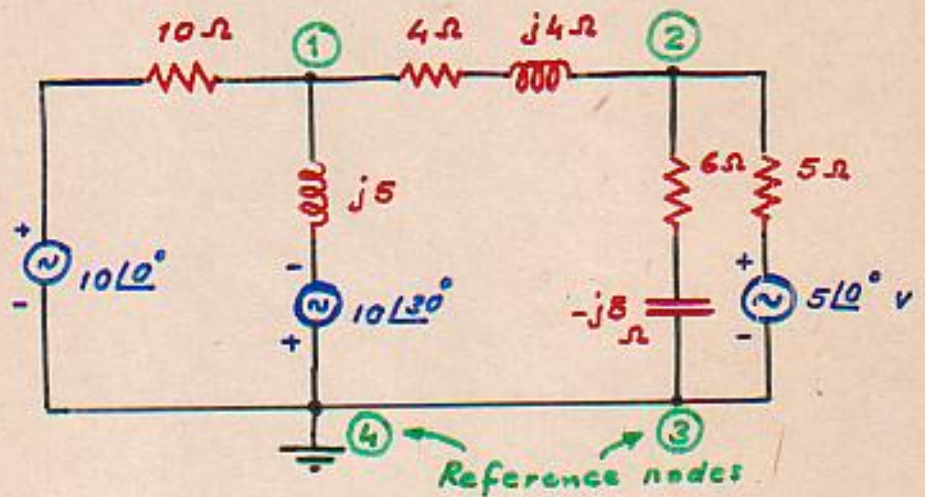 10Ω ① 4Ω j4Ω ②
j5 6Ω 5Ω
+ - +
10∠0° 10∠30° -j8 Ω 5∠0° v
- + -
④ ③
Reference nodes